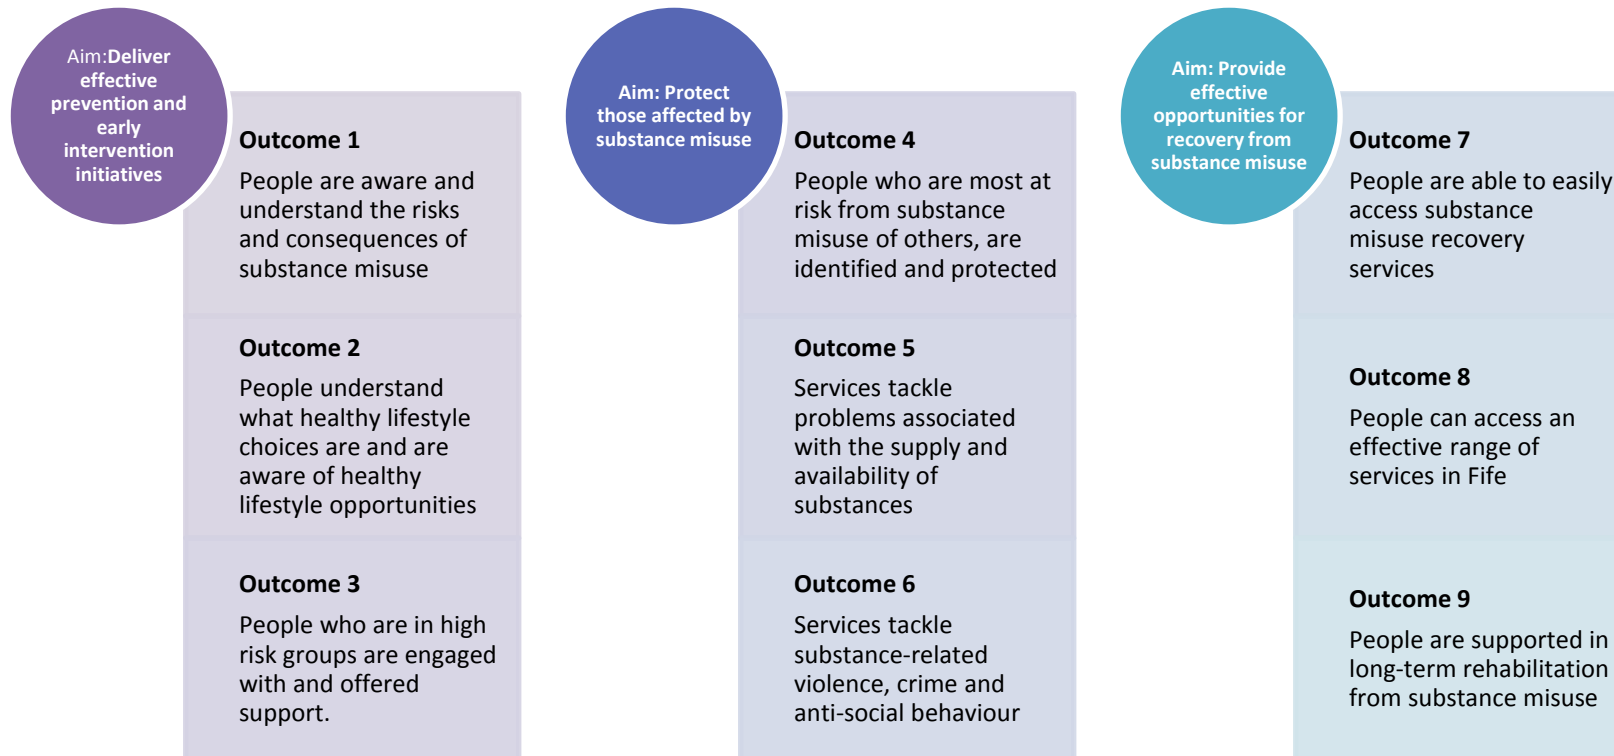 Aim:Deliver
effective
prevention and
early
intervention
initiatives
Outcome 1
People are aware and
understand the risks
and consequences of
substance misuse
Outcome 2
People understand
what healthy lifestyle
choices are and are
aware of healthy
lifestyle opportunities
Outcome 3
People who are in high
risk groups are engaged
with and offered
support.
Aim: Protect
those affected by
substance misuse
Outcome 4
People who are most at
risk from substance
misuse of others, are
identified and protected
Outcome 5
Services tackle
problems associated
with the supply and
availability of
substances
Outcome 6
Services tackle
substance-related
violence, crime and
anti-social behaviour
Aim: Provide
effective
opportunities for
recovery from
substance misuse
Outcome 7
People are able to easily
access substance
misuse recovery
services
Outcome 8
People can access an
effective range of
services in Fife
Outcome 9
People are supported in
long-term rehabilitation
from substance misuse